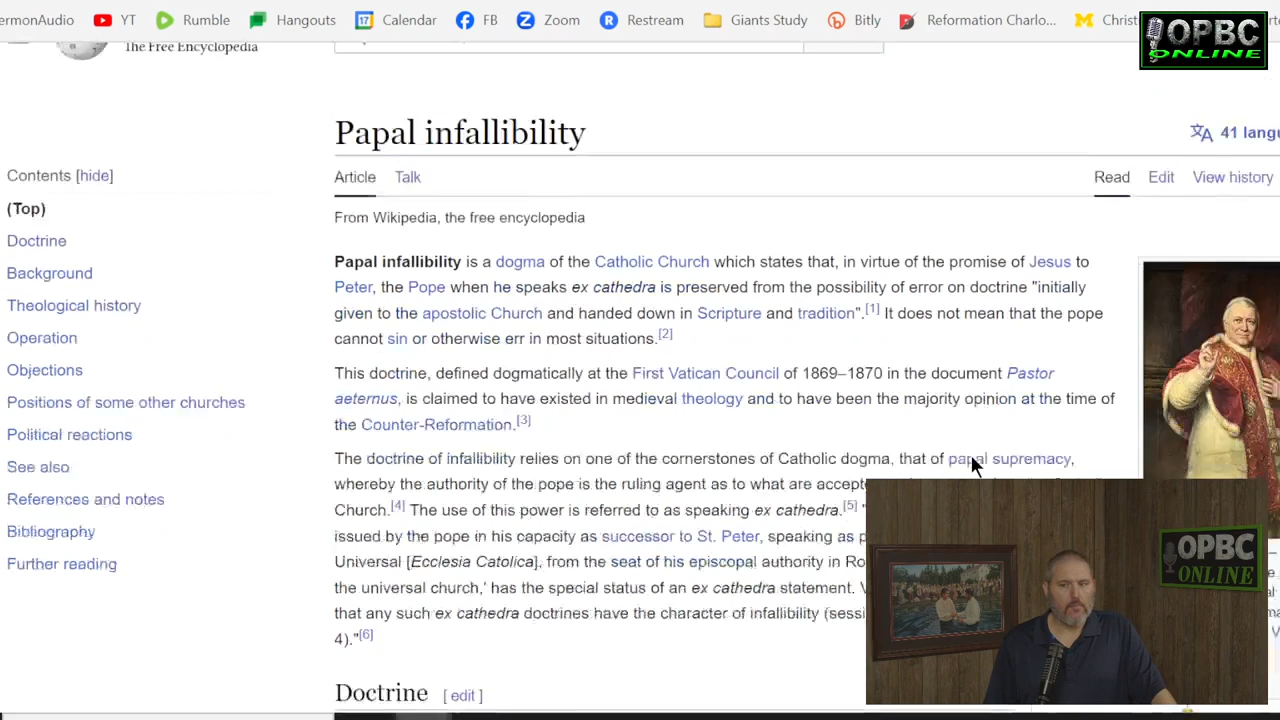 ermonAudio YT Rumble Hangouts 17 Calendar FB Zoom Restream Giants Study Bitly Reformation Charlo... Christ
OPBC
ONLINE
The Free Encyclopedia
Papal infallibility
41 langu
Contents [hide]
Article Talk Read Edit View history
(Top)
From Wikipedia, the free encyclopedia
Doctrine
Background
Theological history
Operation
Objections
Positions of some other churches
Political reactions
See also
References and notes
Bibliography
Further reading
Papal infallibility is a dogma of the Catholic Church which states that, in virtue of the promise of Jesus to
Peter, the Pope when he speaks ex cathedra is preserved from the possibility of error on doctrine "initially
given to the apostolic Church and handed down in Scripture and tradition".[1] It does not mean that the pope
cannot sin or otherwise err in most situations.[2]
This doctrine, defined dogmatically at the First Vatican Council of 1869–1870 in the document Pastor
aeternus, is claimed to have existed in medieval theology and to have been the majority opinion at the time of
the Counter-Reformation.[3]
The doctrine of infallibility relies on one of the cornerstones of Catholic dogma, that of papal supremacy,
whereby the authority of the pope is the ruling agent as to what are accept
Church.[4] The use of this power is referred to as speaking ex cathedra.[5] "
issued by the pope in his capacity as successor to St. Peter, speaking as p
Universal [Ecclesia Catolica], from the seat of his episcopal authority in Ro
the universal church,' has the special status of an ex cathedra statement. V
that any such ex cathedra doctrines have the character of infallibility (sessi
4)."[6]
Doctrine [ edit ]
OPBC
ONLINE